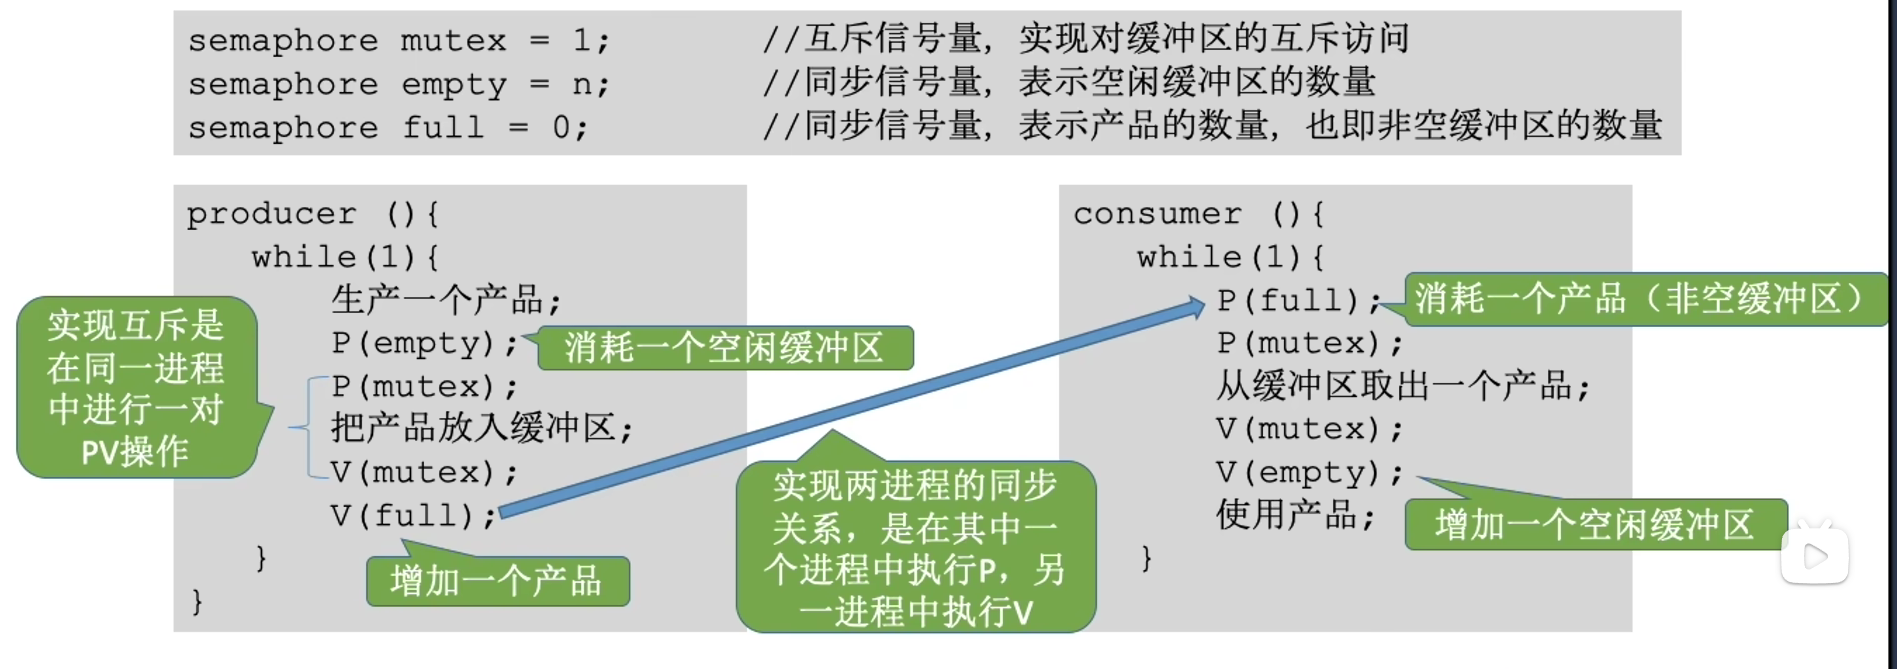 semaphore mutex = 1; //互斥信号量, 实现对缓冲区的互斥访问
semaphore empty = n; //同步信号量, 表示空闲缓冲区的数量
semaphore full = 0; //同步信号量, 表示产品的数量, 也即非空缓冲区的数量
producer (){
while(1){
生产一个产品;
P(empty);
P(mutex);
把产品放入缓冲区;
V(mutex);
V(full);
}
}
实现互斥是
在同一进程
中进行一对
PV操作
消耗一个空闲缓冲区
增加一个产品
实现两进程的同步
关系，是在其中一
个进程中执行P，另
一进程中执行V
consumer (){
while(1){
P(full);
P(mutex);
从缓冲区取出一个产品;
V(mutex);
V(empty);
使用产品;
}
消耗一个产品（非空缓冲区）
增加一个空闲缓冲区